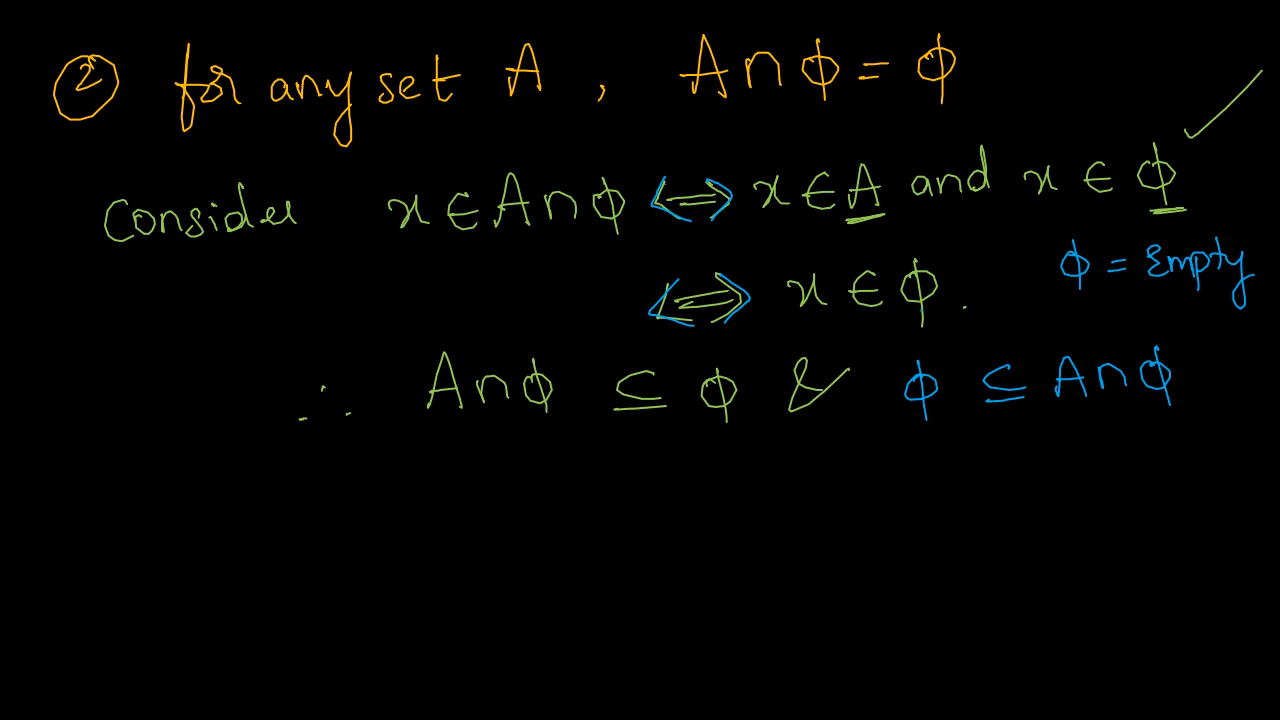 ② for any set A , A∩ϕ = ϕ
Consider x ∈ A∩ϕ ⟺ x ∈ A and x ∈ ϕ
⟺ x ∈ ϕ.
ϕ = Empty
∴ A∩ϕ ⊆ ϕ & ϕ ⊆ A∩ϕ